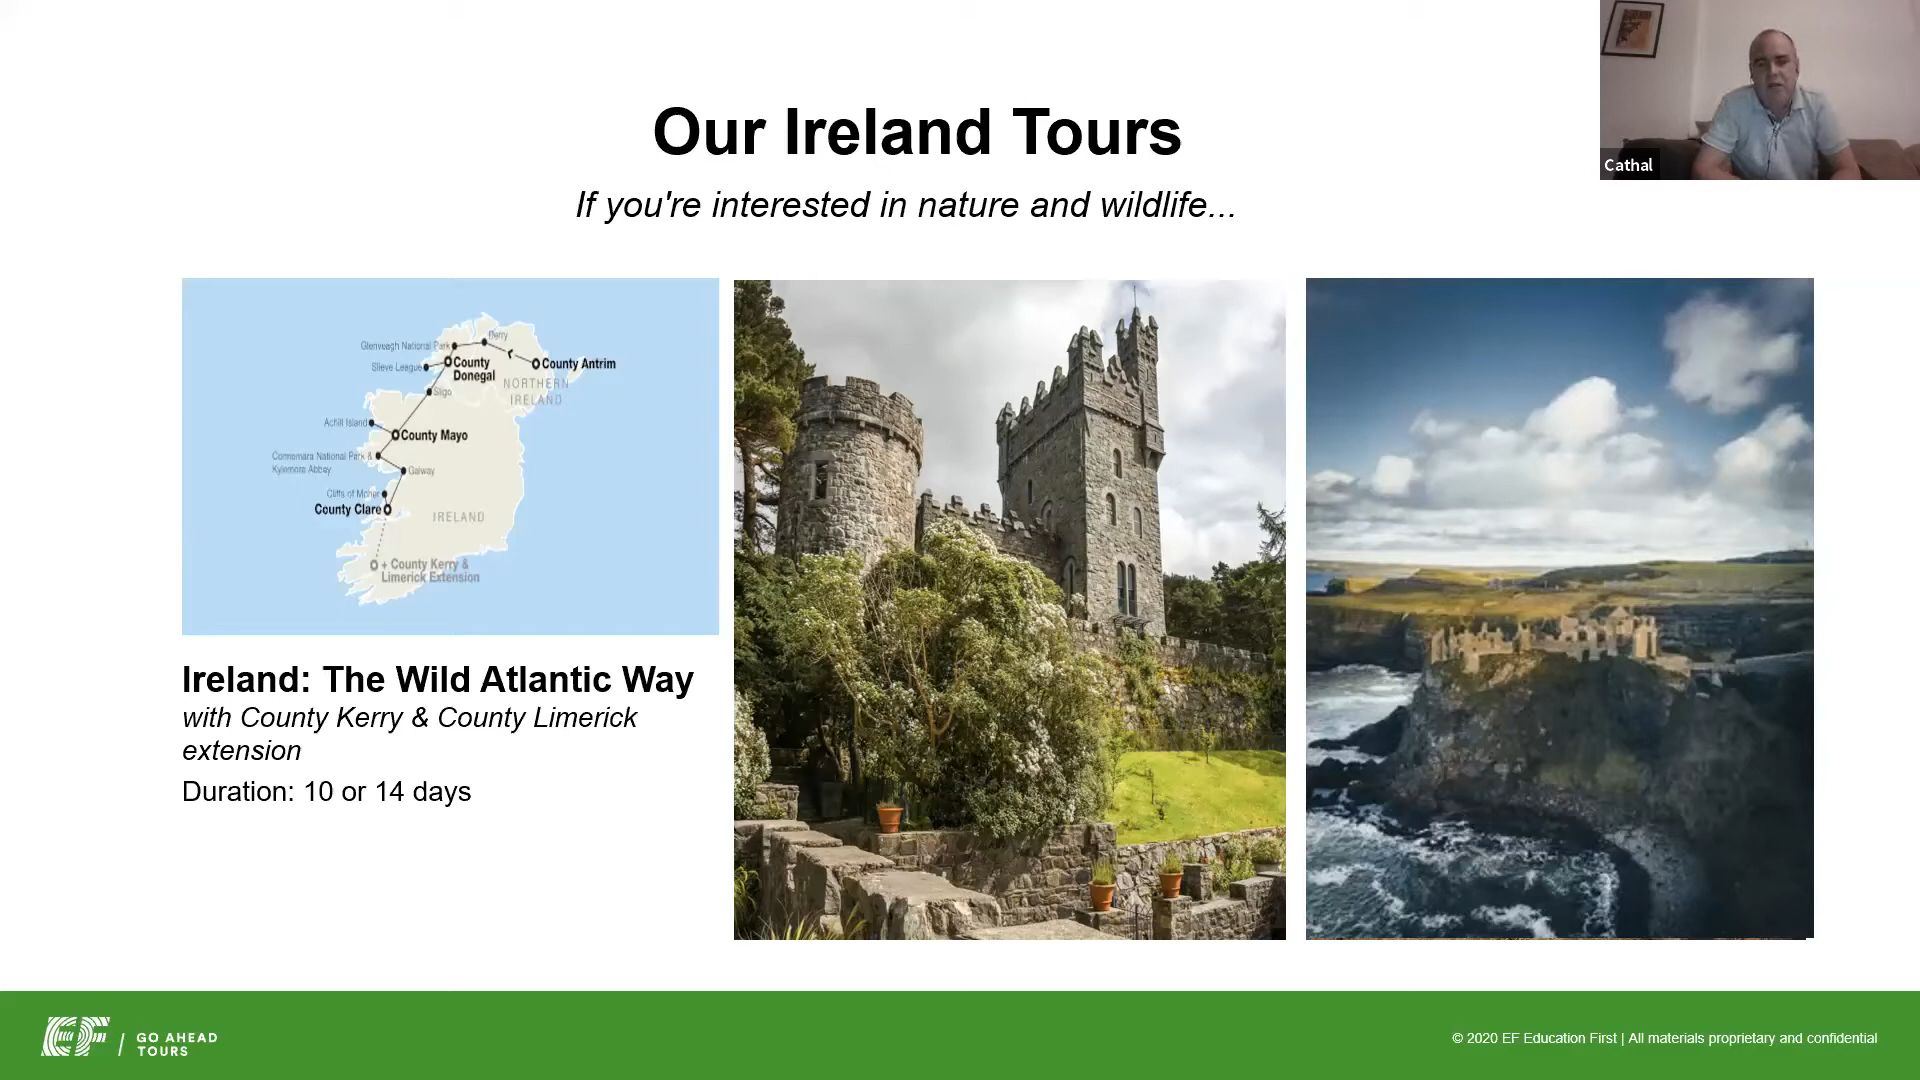 Our Ireland Tours
Cathal
If you're interested in nature and wildlife...
Derry
Glenveagh National Park
County Antrim
Slieve League
County
Donegal
NORTHERN
IRELAND
Sligo
Achill Island
County Mayo
Connemara National Park &
Kylemore Abbey
Galway
Cliffs of Moher
County Clare
IRELAND
+ County Kerry &
Limerick Extension
Ireland: The Wild Atlantic Way
with County Kerry & County Limerick
extension
Duration: 10 or 14 days
EF / GO AHEAD
TOURS
© 2020 EF Education First | All materials proprietary and confidential